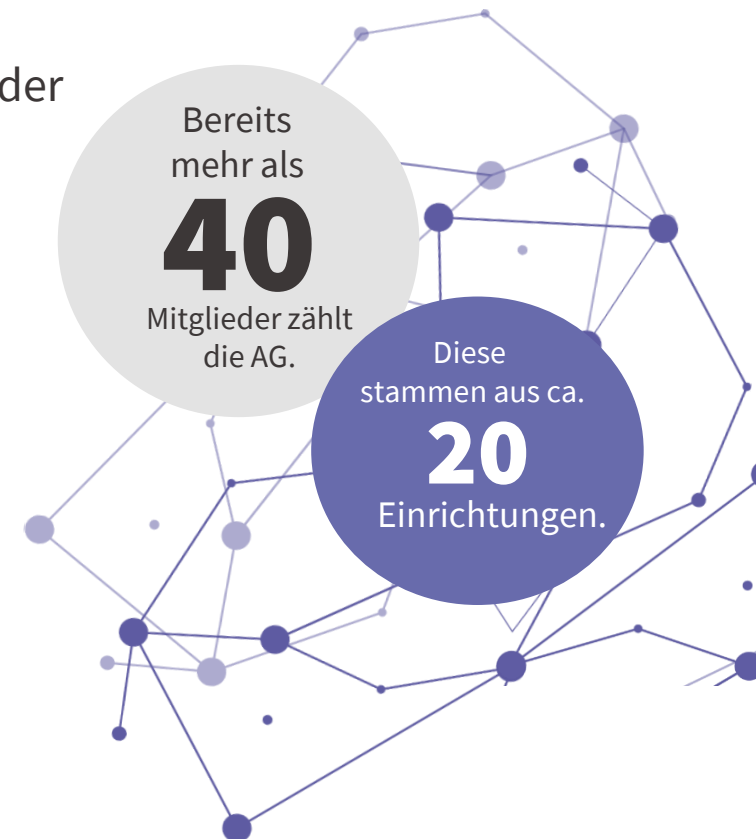 der
Bereits
mehr als
40
Mitglieder zählt
die AG.
Diese
stammen aus ca.
20
Einrichtungen.